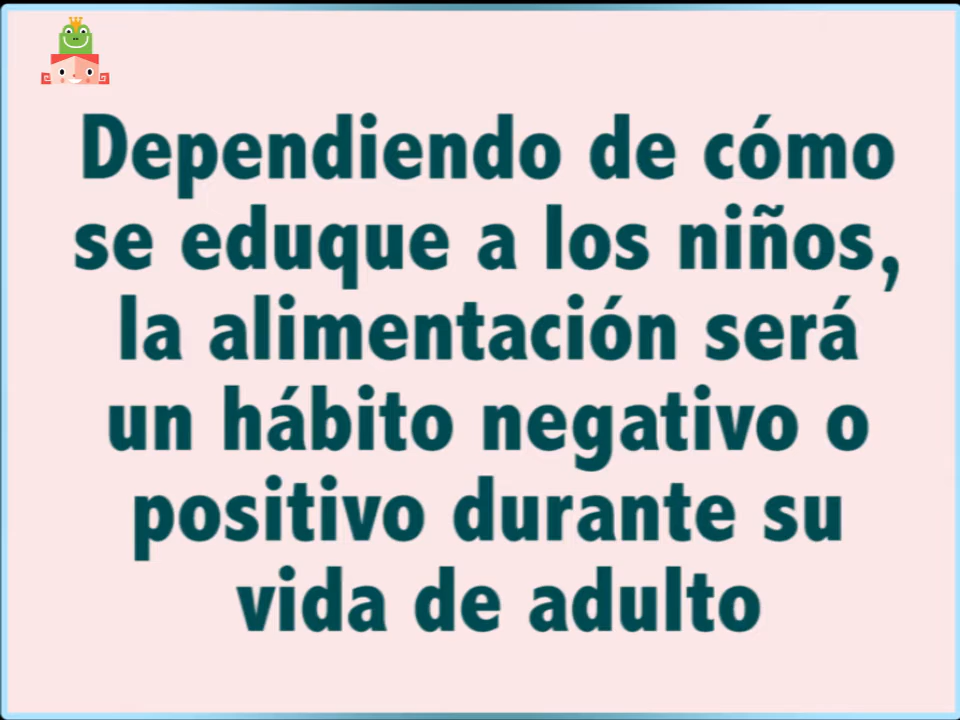 Dependiendo de cómo
se eduque a los niños,
la alimentación será
un hábito negativo o
positivo durante su
vida de adulto